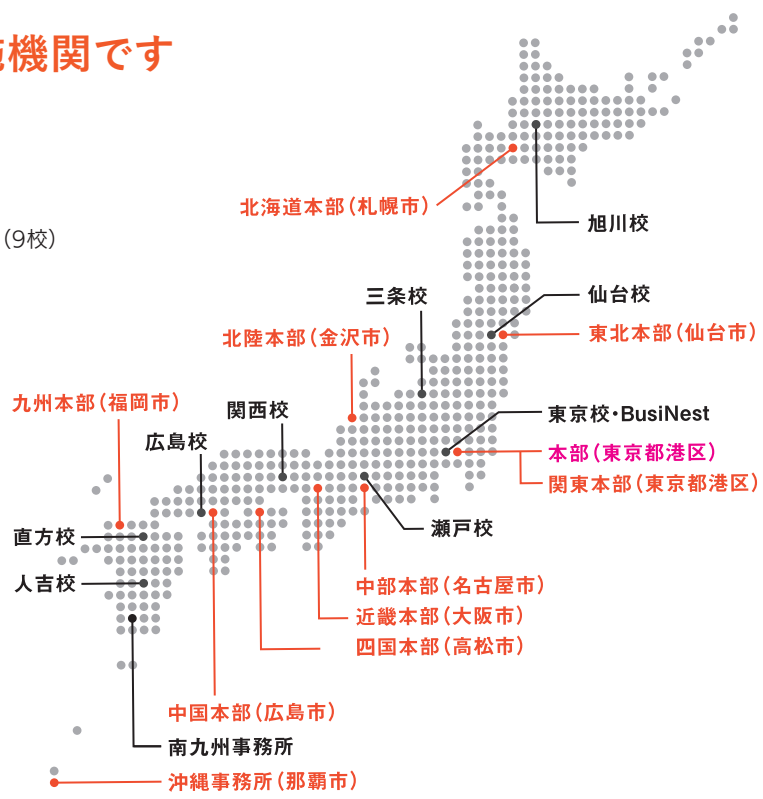 機関です
（9校）
北海道本部（札幌市）
旭川校
三条校
仙台校
北陸本部（金沢市）
東北本部（仙台市）
九州本部（福岡市）
関西校
東京校・BusiNest
広島校
本部（東京都港区）
関東本部（東京都港区）
瀬戸校
直方校
人吉校
中部本部（名古屋市）
近畿本部（大阪市）
四国本部（高松市）
中国本部（広島市）
南九州事務所
沖縄事務所（那覇市）